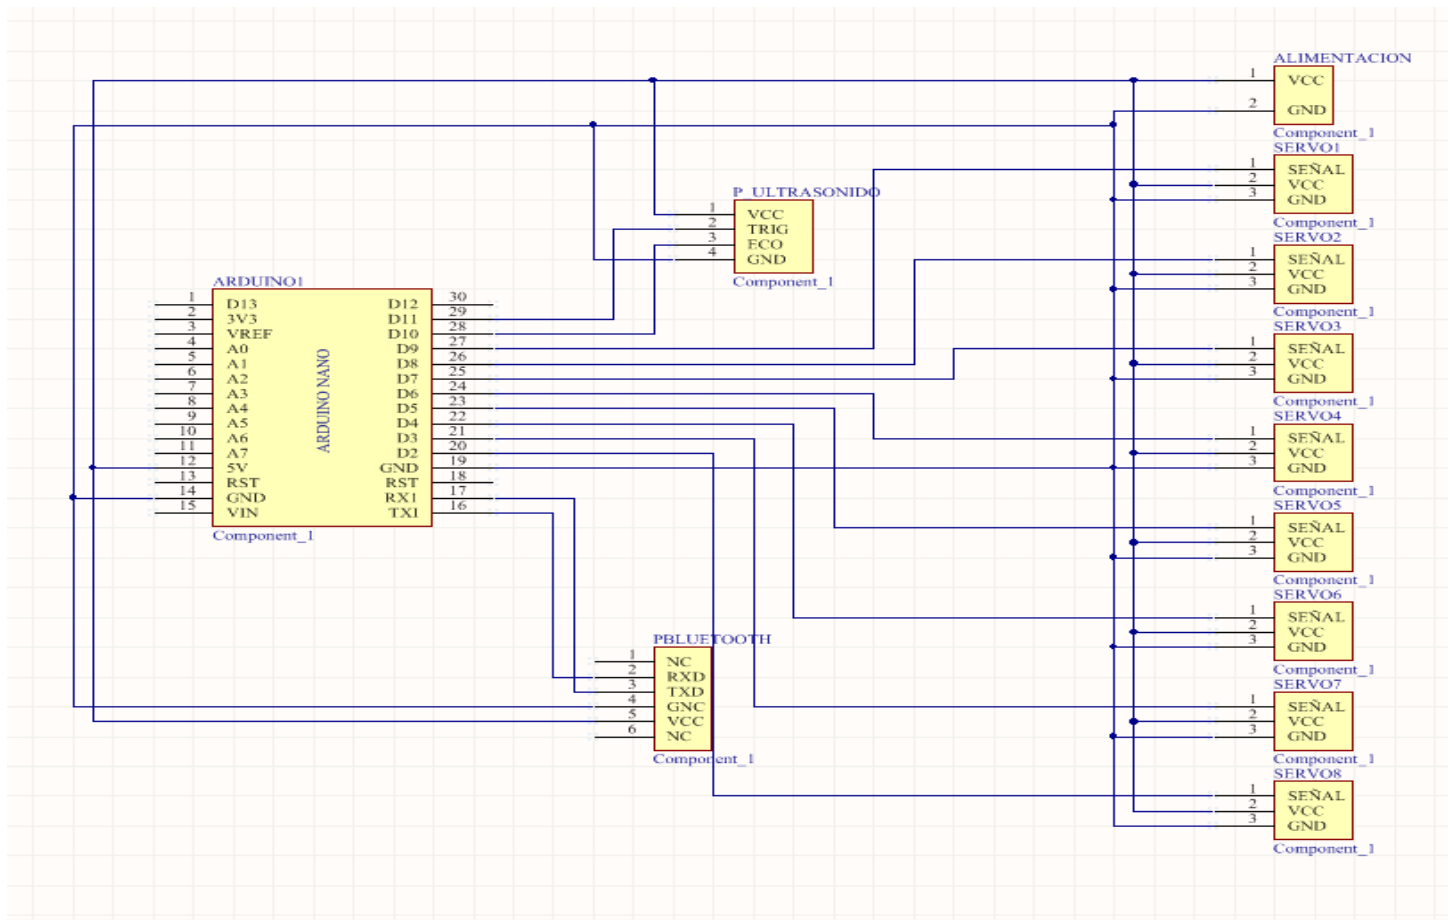 ALIMENTACION
1 VCC
2 GND
Component_1
SERVO1
1 SEÑAL
2 VCC
3 GND
Component_1
P_ULTRASONIDO
1 VCC
2 TRIG
3 ECO
4 GND
Component_1
SERVO2
1 SEÑAL
2 VCC
3 GND
Component_1
ARDUINO1
1 D13 D12 30
2 3V3 D11 29
3 VREF D10 28
4 A0 D9 27
5 A1 D8 26
6 A2 D7 25
7 A3 D6 24
8 A4 D5 23
9 A5 D4 22
10 A6 D3 21
11 A7 D2 20
12 5V GND 19
13 RST RST 18
14 GND RX1 17
15 VIN TX1 16
ARDUINO NANO
Component_1
SERVO3
1 SEÑAL
2 VCC
3 GND
Component_1
SERVO4
1 SEÑAL
2 VCC
3 GND
Component_1
SERVO5
1 SEÑAL
2 VCC
3 GND
Component_1
SERVO6
1 SEÑAL
2 VCC
3 GND
Component_1
PBLUETOOTH
1 NC
2 RXD
3 TXD
4 GNC
5 VCC
6 NC
Component_1
SERVO7
1 SEÑAL
2 VCC
3 GND
Component_1
SERVO8
1 SEÑAL
2 VCC
3 GND
Component_1